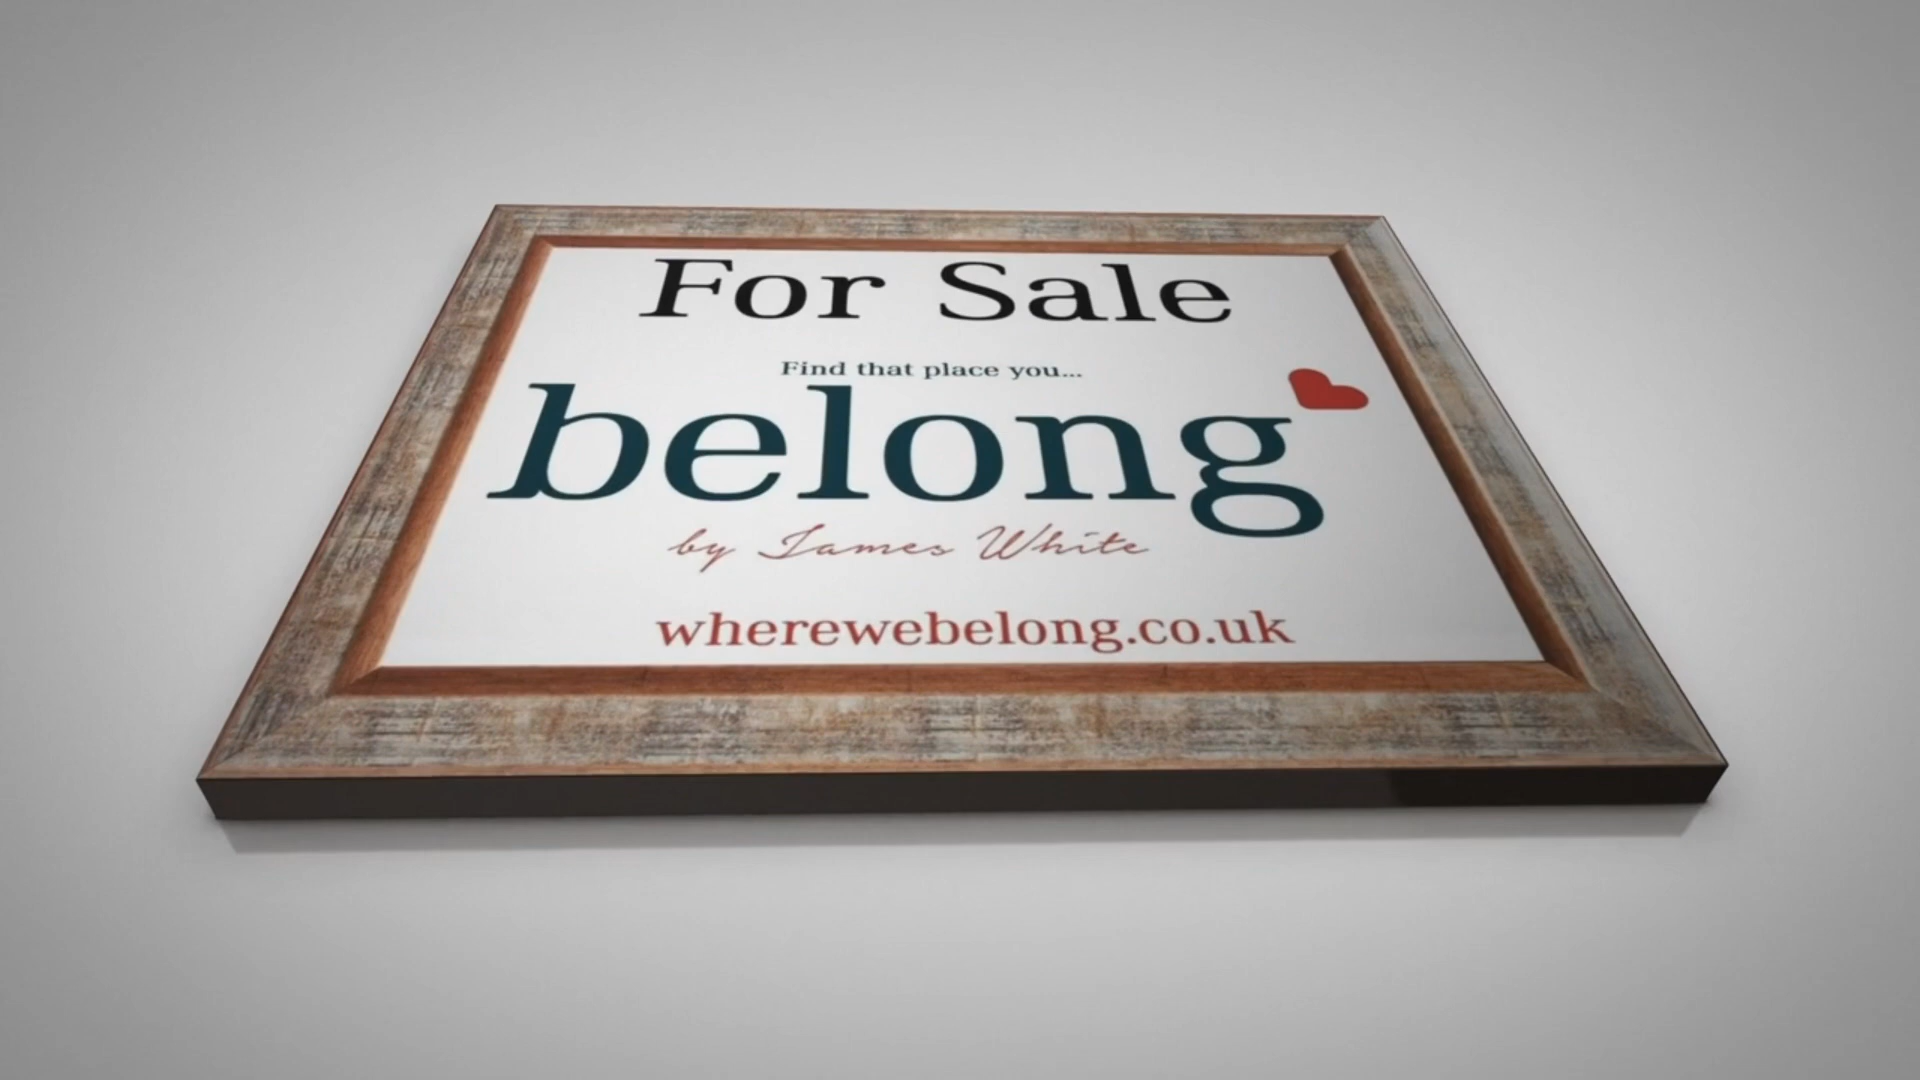 For Sale
Find that place you...
belong
by James White
wherewebelong.co.uk